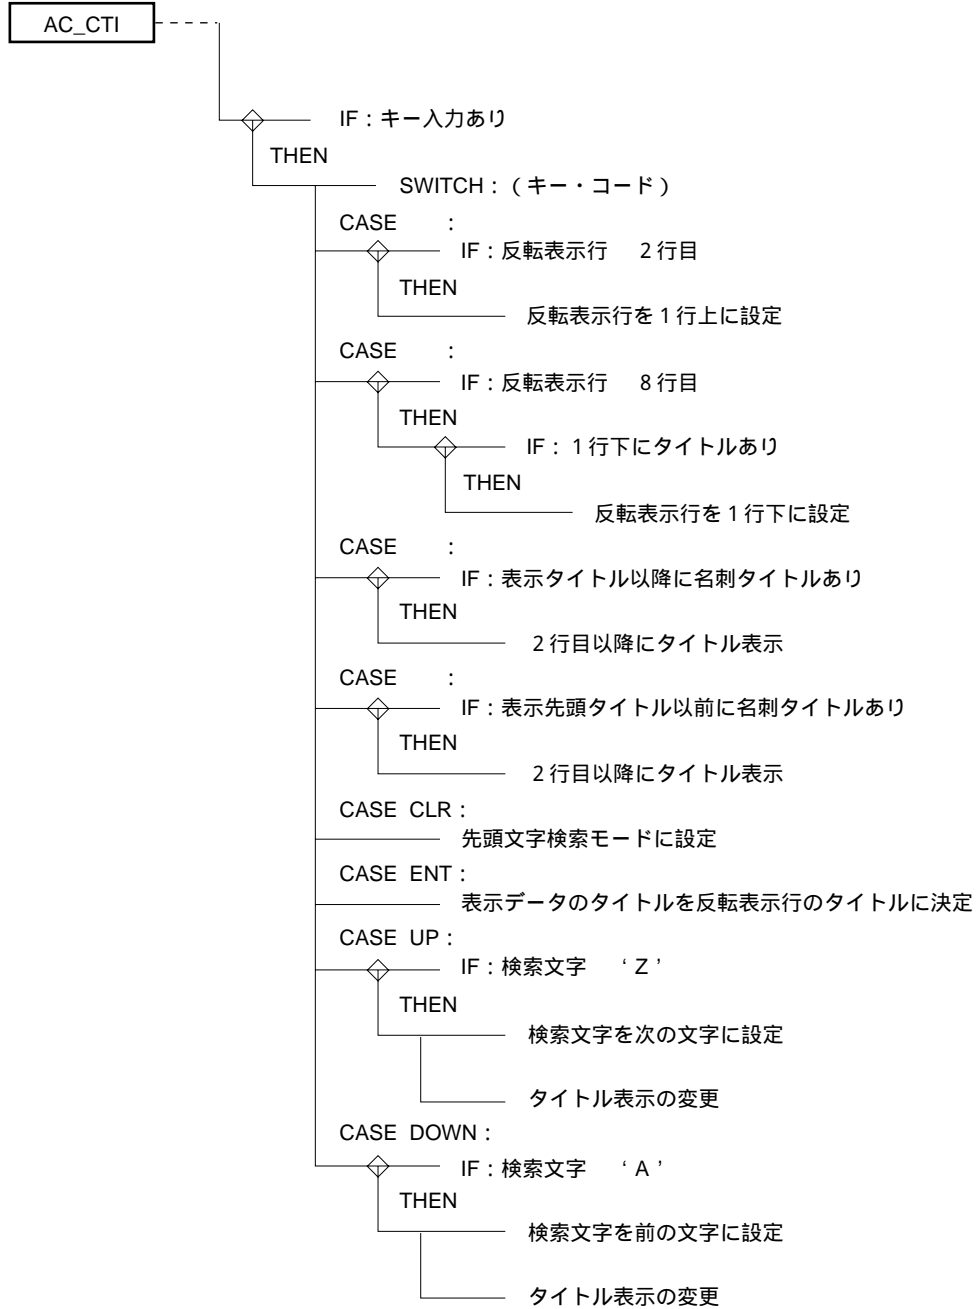 AC_CTI
IF：キー入力あり
THEN
SWITCH：（キー・コード）
CASE　　：
IF：反転表示行　2行目
THEN
反転表示行を1行上に設定
CASE　　：
IF：反転表示行　8行目
THEN
IF：1行下にタイトルあり
THEN
反転表示行を1行下に設定
CASE　　：
IF：表示タイトル以降に名刺タイトルあり
THEN
2行目以降にタイトル表示
CASE　　：
IF：表示先頭タイトル以前に名刺タイトルあり
THEN
2行目以降にタイトル表示
CASE CLR：
先頭文字検索モードに設定
CASE ENT：
表示データのタイトルを反転表示行のタイトルに決定
CASE UP：
IF：検索文字　‘Z’
THEN
検索文字を次の文字に設定
タイトル表示の変更
CASE DOWN：
IF：検索文字　‘A’
THEN
検索文字を前の文字に設定
タイトル表示の変更